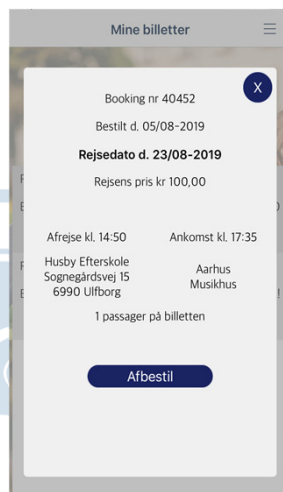 Mine billetter
X
Booking nr 40452
Bestilt d. 05/08-2019
Rejsedato d. 23/08-2019
Rejsens pris kr 100,00
Afrejse kl. 14:50
Ankomst kl. 17:35
Husby Efterskole
Sognegårdsvej 15
6990 Ulfborg
Aarhus
Musikhus
1 passager på billetten
Afbestil